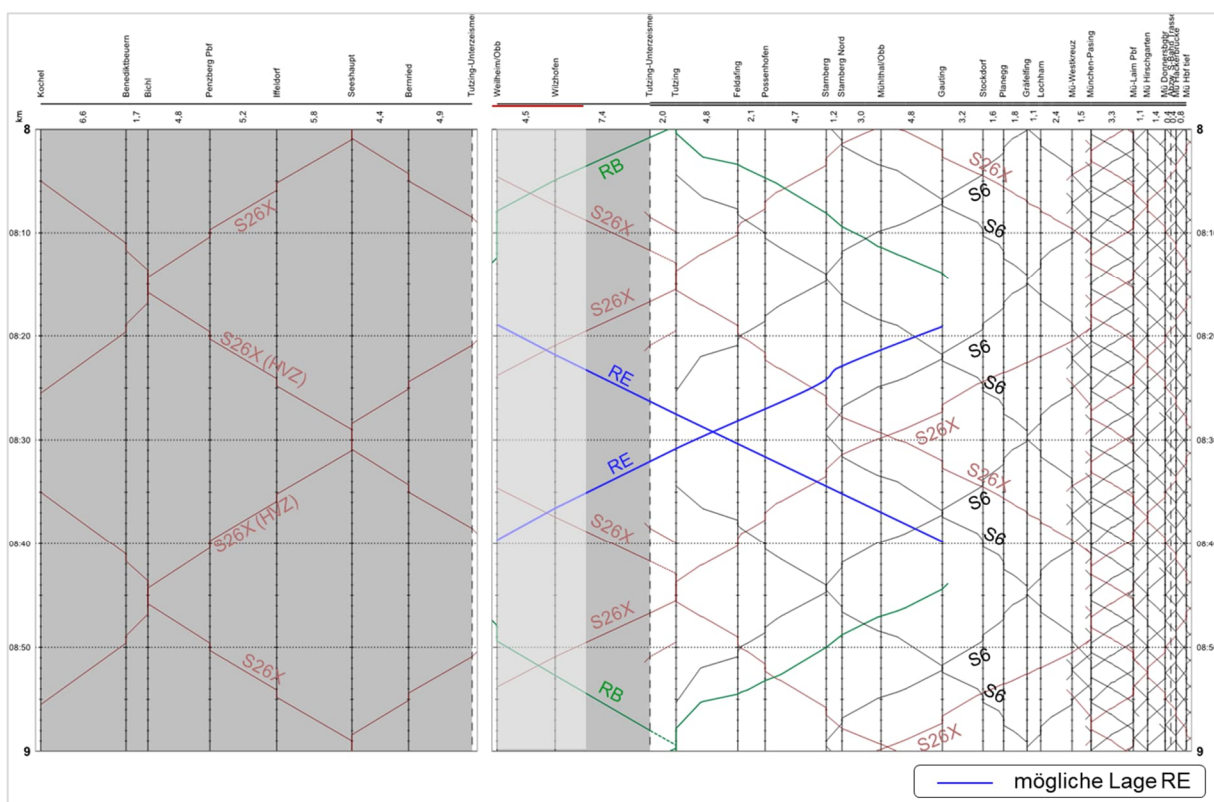 Kochel
Benediktbeuern
Bichl
Penzberg Pbf
Iffeldorf
Seeshaupt
Bernried
Weilheim/Obb
Wilzhofen
Tutzing
Feldafing
Possenhofen
Starnberg
Starnberg Nord
Mühlthal/Obb
Gauting
Stockdorf
Planegg
Gräfelfing
Lochham
Mü-Westkreuz
München-Pasing
Mü-Laim Pbf
Mü Hirschgarten
Mü Hbf tief
km
6,6
1,7
4,8
5,2
5,8
4,4
4,9
4,5
7,4
2,0
4,8
2,1
4,7
1,2
3,0
4,8
3,2
1,6
1,8
1,1
2,4
1,5
3,3
1,1
1,4
0,4
0,8
8
8
RB
S26X
S26X
S6
S26X
S6
08:10
08:10
S26X
08:20
08:20
S26X (HVZ)
RE
S6
S6
08:30
S26X
RE
S26X
S6
S26X (HVZ)
S26X
S6
08:40
S26X
08:50
S26X
RB
S6
S6
S26X
9
9
mögliche Lage RE